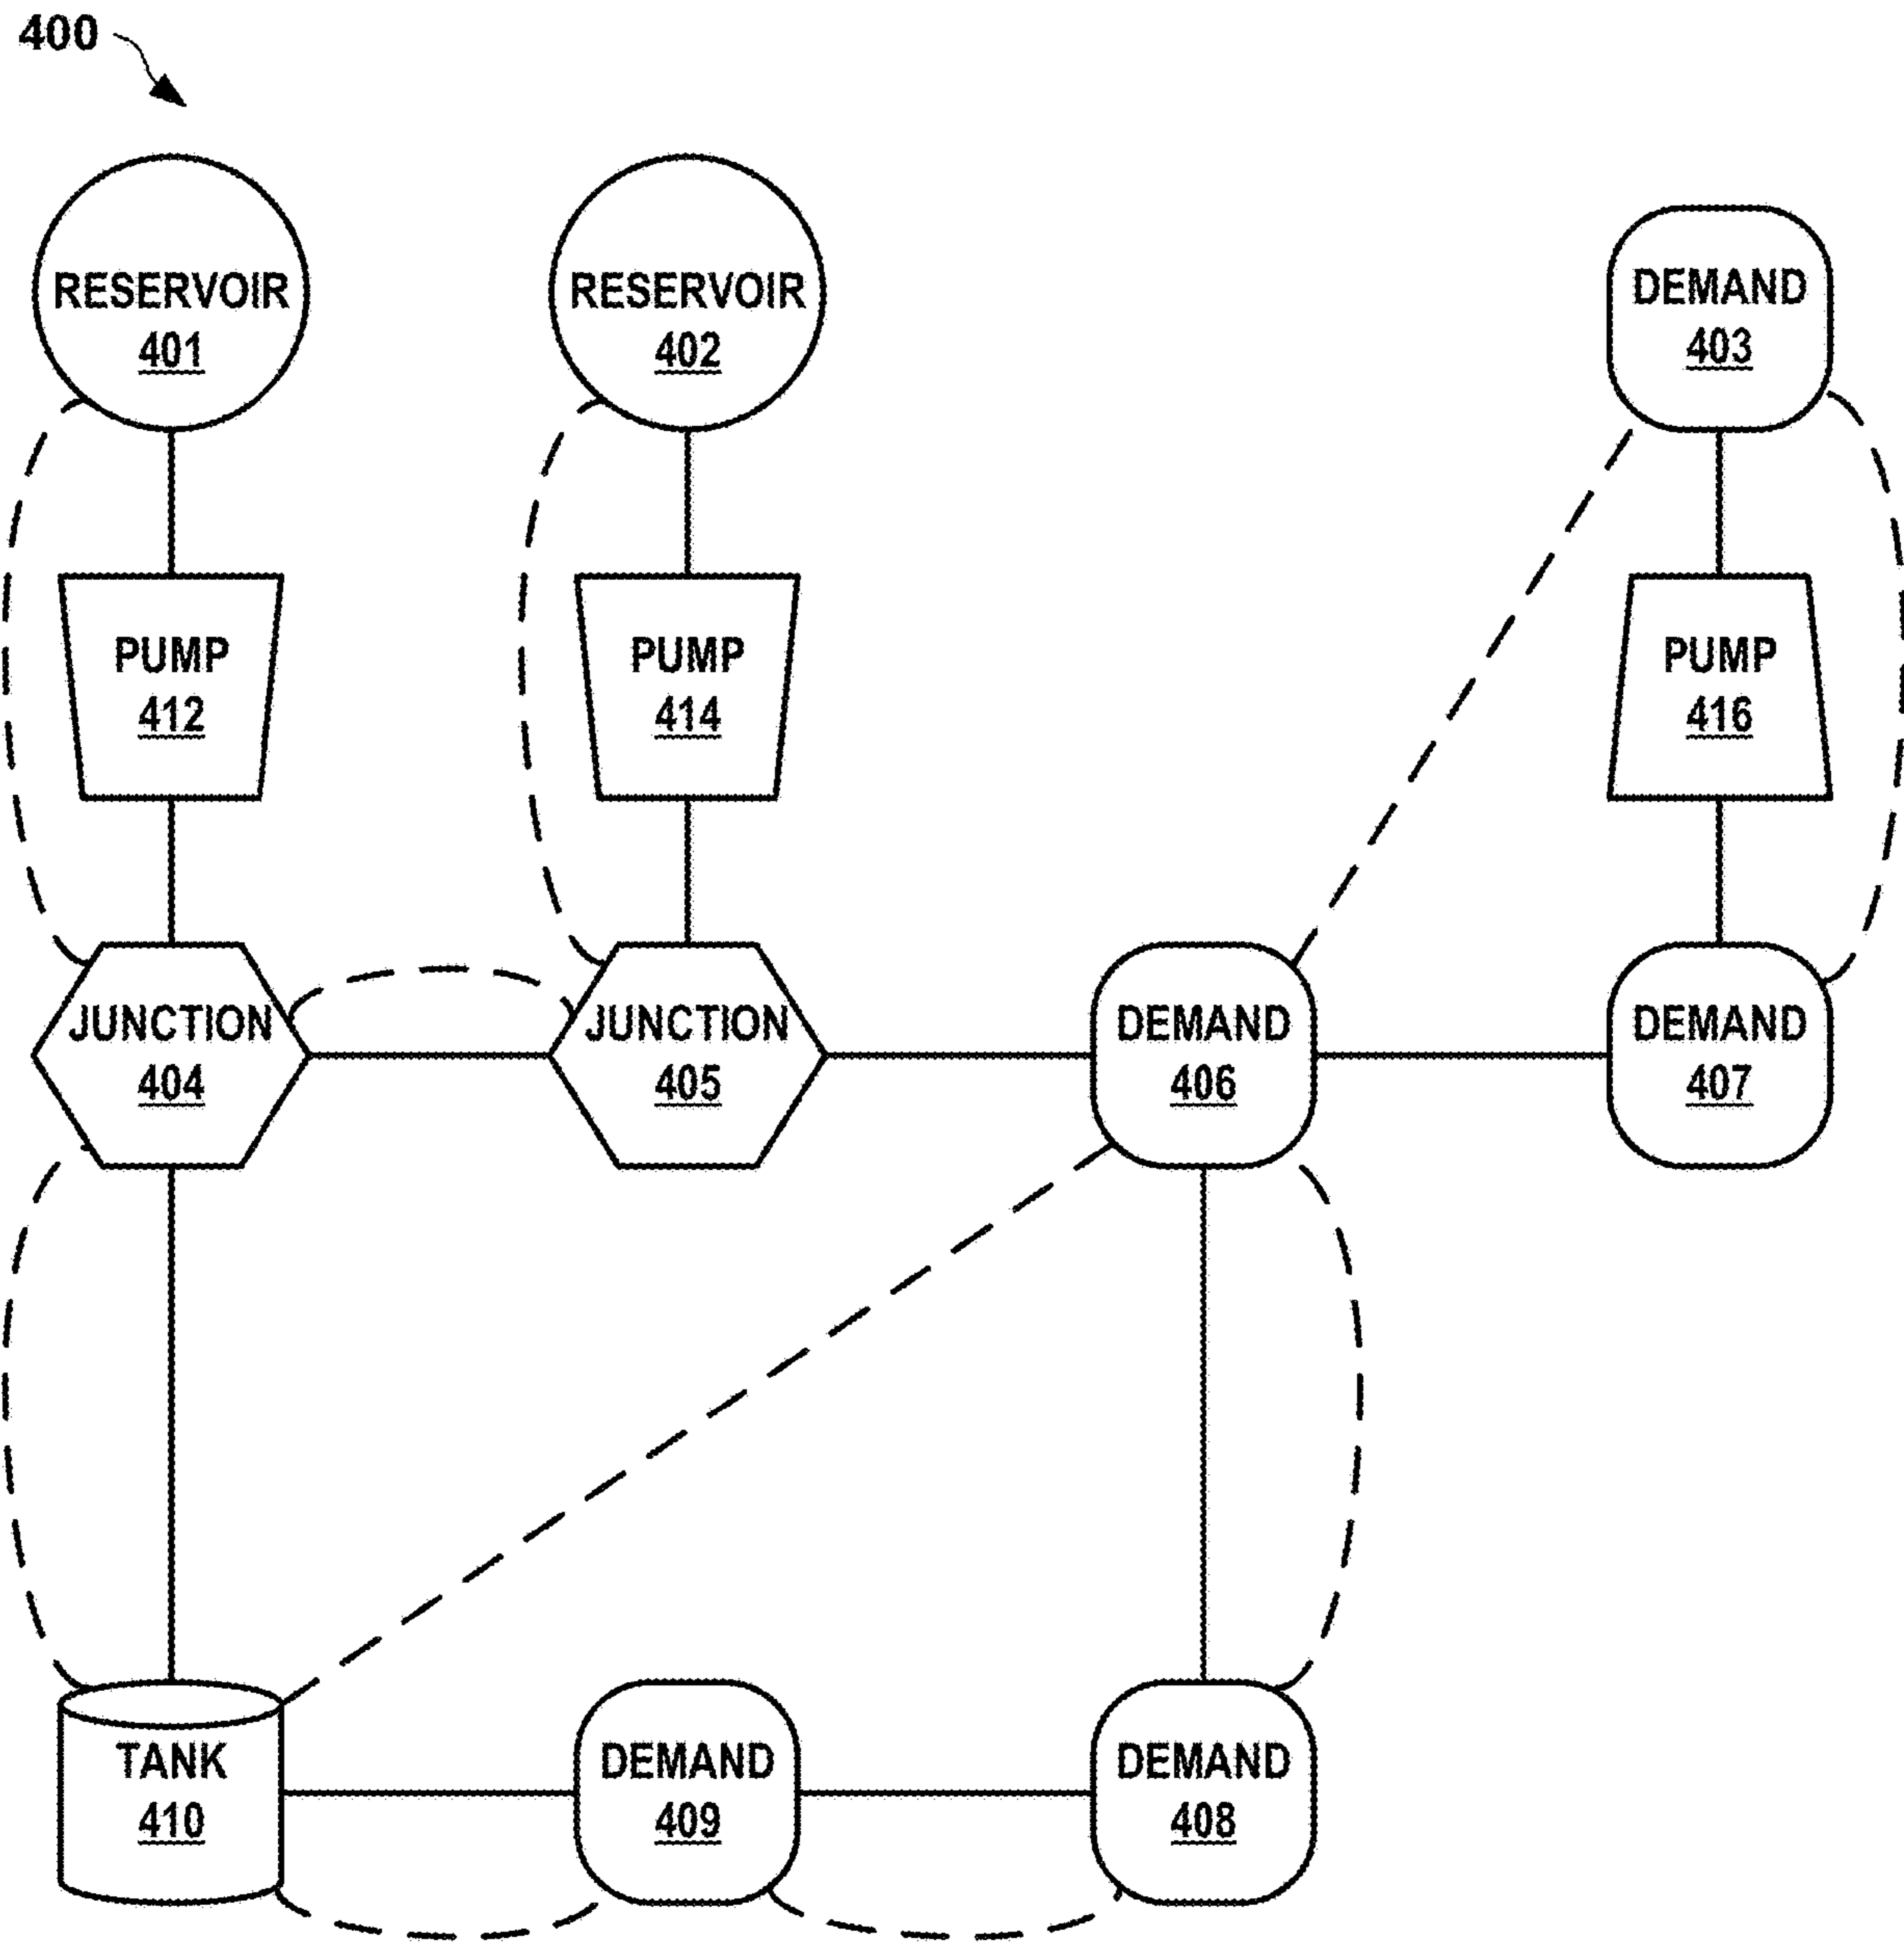 400
RESERVOIR
401
RESERVOIR
402
DEMAND
403
PUMP
412
PUMP
414
PUMP
416
JUNCTION
404
JUNCTION
405
DEMAND
406
DEMAND
407
TANK
410
DEMAND
409
DEMAND
408